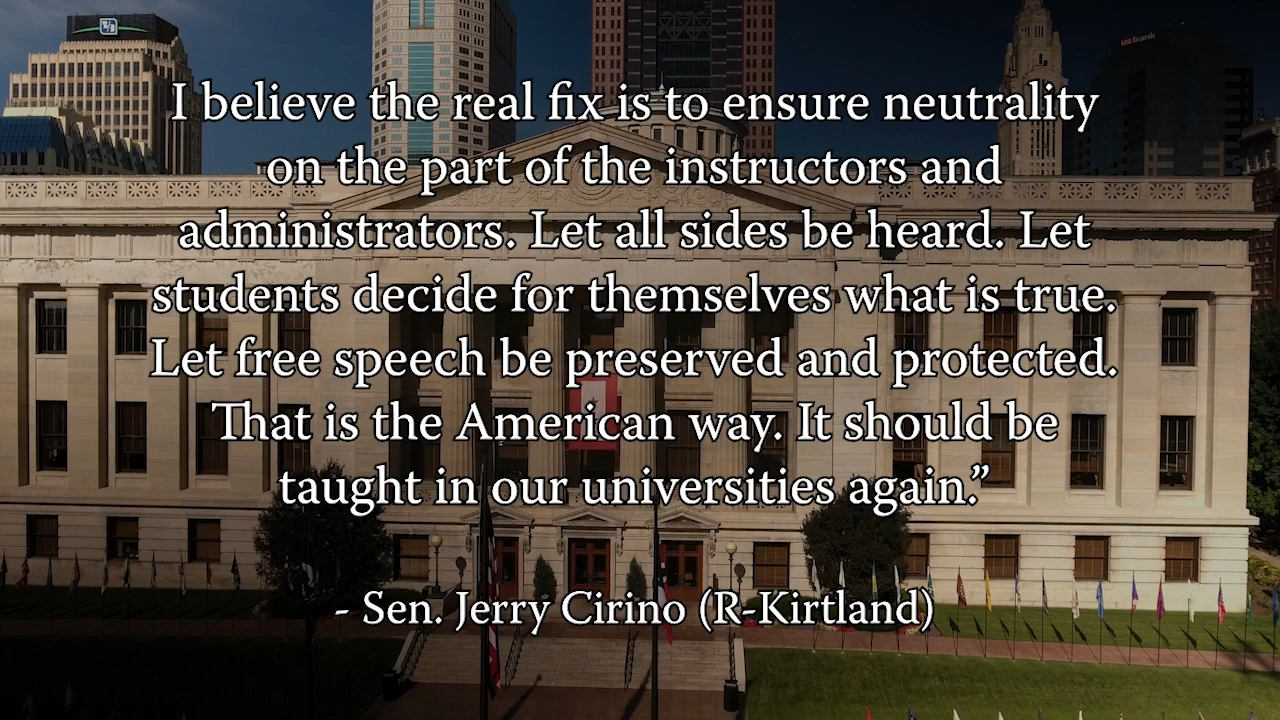 I believe the real fix is to ensure neutrality
on the part of the instructors and
administrators. Let all sides be heard. Let
students decide for themselves what is true.
Let free speech be preserved and protected.
That is the American way. It should be
taught in our universities again.”
- Sen. Jerry Cirino (R-Kirtland)
usbank